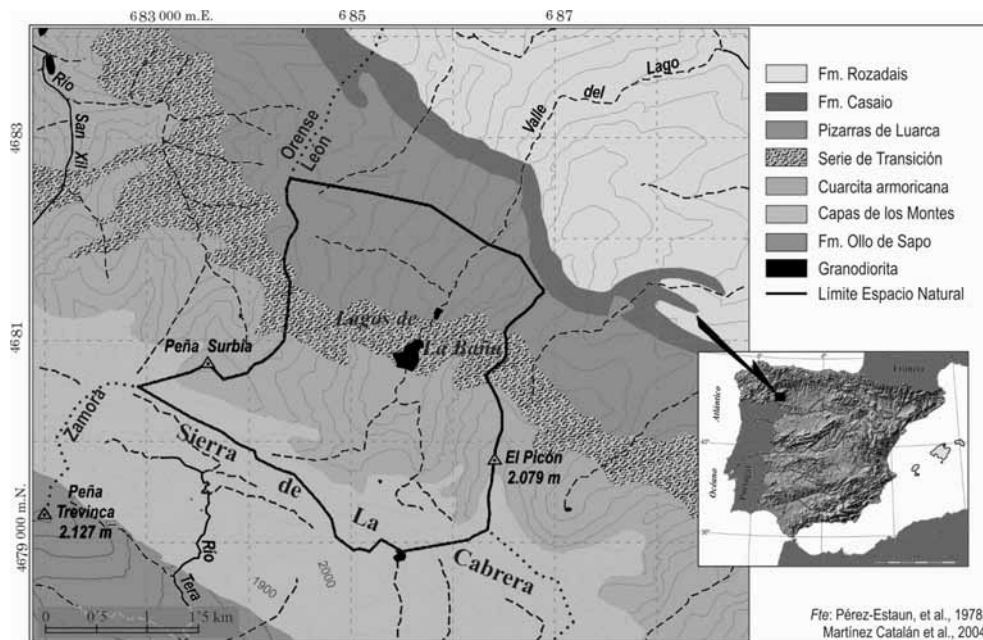 683 000 m.E.
685
687
4683
4681
4679 000 m.N.
Río
San Xil
Orense
León
Valle
del
Lago
Lagos de
La Baña
Peña Surbia
Zamora
Sierra
de
La
Cabrera
El Picón
2.079 m
Peña
Trevinca
2.127 m
Río
Tera
1900
2000
0
0'5
1'5 km
Fm. Rozadais
Fm. Casaio
Pizarras de Luarca
Serie de Transición
Cuarcita armoricana
Capas de los Montes
Fm. Ollo de Sapo
Granodiorita
Límite Espacio Natural
Francia
Atlántico
Océano
Portugal
Fte: Pérez-Estaun, et al., 1978
Martínez Catalán et al., 2004